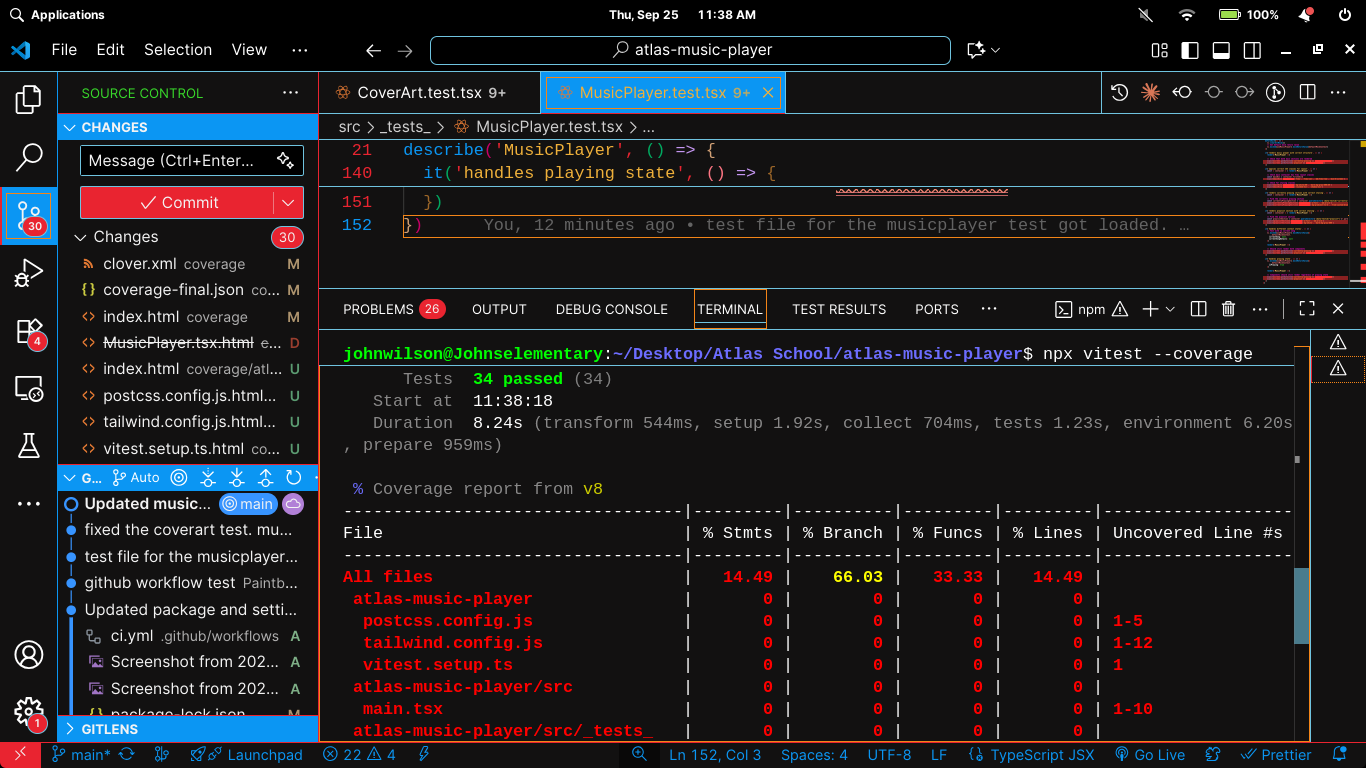 Applications
Thu, Sep 25 11:38 AM
100%
File Edit Selection View ···
atlas-music-player
SOURCE CONTROL ···
CHANGES
Message (Ctrl+Enter...
Commit
30
Changes 30
clover.xml coverage M
coverage-final.json co... M
index.html coverage M
MusicPlayer.tsx.html c... D
index.html coverage/atl... U
postcss.config.js.html... U
tailwind.config.js.html... U
vitest.setup.ts.html co... U
4
G... Auto
Updated music... main
fixed the coverart test. mu...
test file for the musicplayer...
github workflow test Paintb...
Updated package and setti...
ci.yml .github/workflows A
Screenshot from 202... A
Screenshot from 202... A
package-lock.json M
1
GITLENS
CoverArt.test.tsx 9+
MusicPlayer.test.tsx 9+
src > _tests_ > MusicPlayer.test.tsx > ...
21 describe('MusicPlayer', () => {
140 it('handles playing state', () => {
151 })
152 }) You, 12 minutes ago • test file for the musicplayer test got loaded. …
PROBLEMS 26 OUTPUT DEBUG CONSOLE TERMINAL TEST RESULTS PORTS ··· npm
johnwilson@Johnselementary:~/Desktop/Atlas School/atlas-music-player$ npx vitest --coverage
Tests 34 passed (34)
Start at 11:38:18
Duration 8.24s (transform 544ms, setup 1.92s, collect 704ms, tests 1.23s, environment 6.20s
, prepare 959ms)
% Coverage report from v8
----------------------------------|---------|----------|---------|---------|-------------------
File | % Stmts | % Branch | % Funcs | % Lines | Uncovered Line #s
----------------------------------|---------|----------|---------|---------|-------------------
All files | 14.49 | 66.03 | 33.33 | 14.49 |
atlas-music-player | 0 | 0 | 0 | 0 |
postcss.config.js | 0 | 0 | 0 | 0 | 1-5
tailwind.config.js | 0 | 0 | 0 | 0 | 1-12
vitest.setup.ts | 0 | 0 | 0 | 0 | 1
atlas-music-player/src | 0 | 0 | 0 | 0 |
main.tsx | 0 | 0 | 0 | 0 | 1-10
atlas-music-player/src/_tests_ | 0 | 0 | 0 | 0 |
main* Launchpad 22 4 Ln 152, Col 3 Spaces: 4 UTF-8 LF TypeScript JSX Go Live Prettier